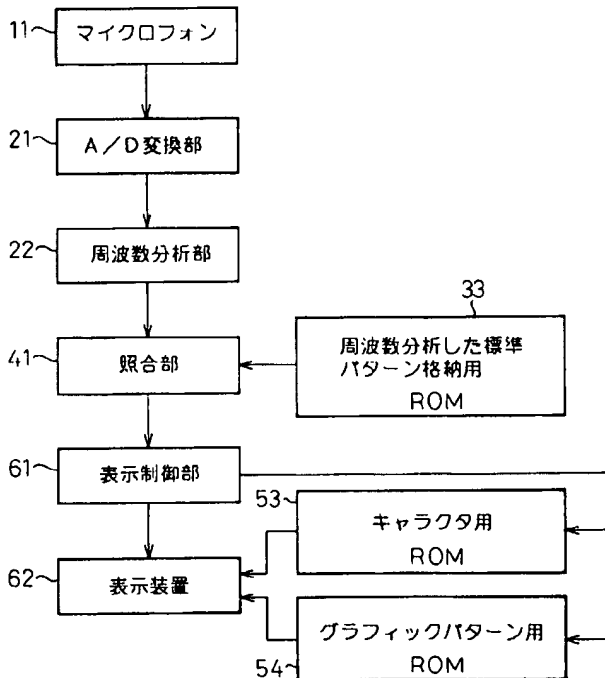 11 マイクロフォン
21 A/D変換部
22 周波数分析部
33
41 照合部
周波数分析した標準
パターン格納用
ROM
61 表示制御部
53 キャラクタ用
ROM
62 表示装置
グラフィックパターン用
54 ROM